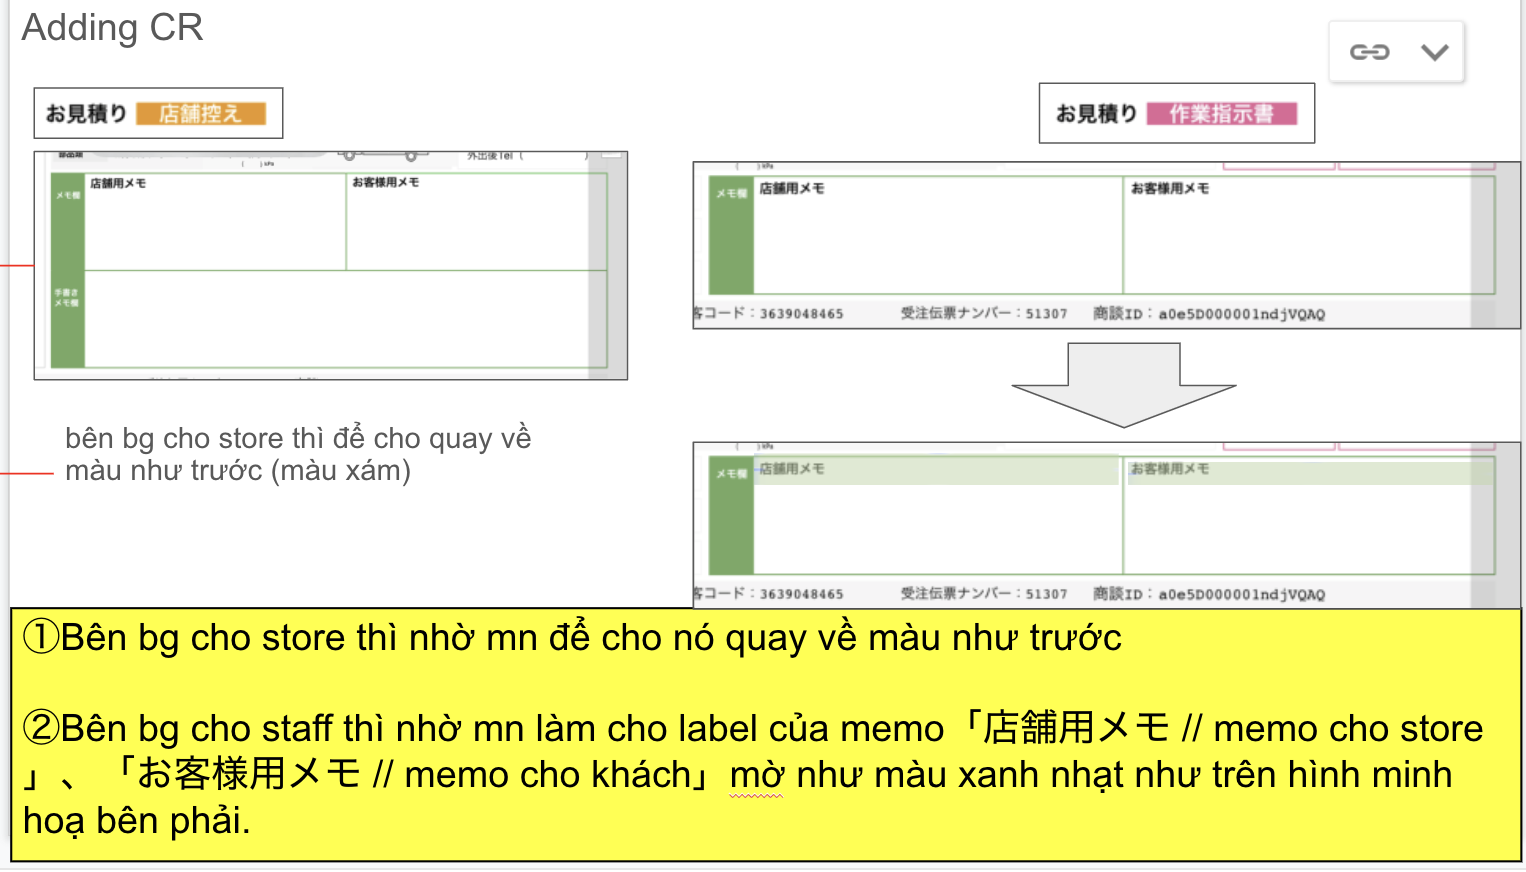 Adding CR
お見積り 店舗控え
お見積り 作業指示書
( ) kPa
外出後Tel ( )
メモ欄
店舗用メモ
お客様用メモ
手書き
メモ欄
( ) kPa
メモ欄
店舗用メモ
お客様用メモ
客コード：3639048465 受注伝票ナンバー：51307 商談ID：a0e5D000001ndjVQAQ
bên bg cho store thì để cho quay về
màu như trước (màu xám)
( ) kPa
メモ欄
店舗用メモ
お客様用メモ
客コード：3639048465 受注伝票ナンバー：51307 商談ID：a0e5D000001ndjVQAQ
①Bên bg cho store thì nhờ mn để cho nó quay về màu như trước
②Bên bg cho staff thì nhờ mn làm cho label của memo「店舗用メモ // memo cho store
」、「お客様用メモ // memo cho khách」mờ như màu xanh nhạt như trên hình minh
hoạ bên phải.